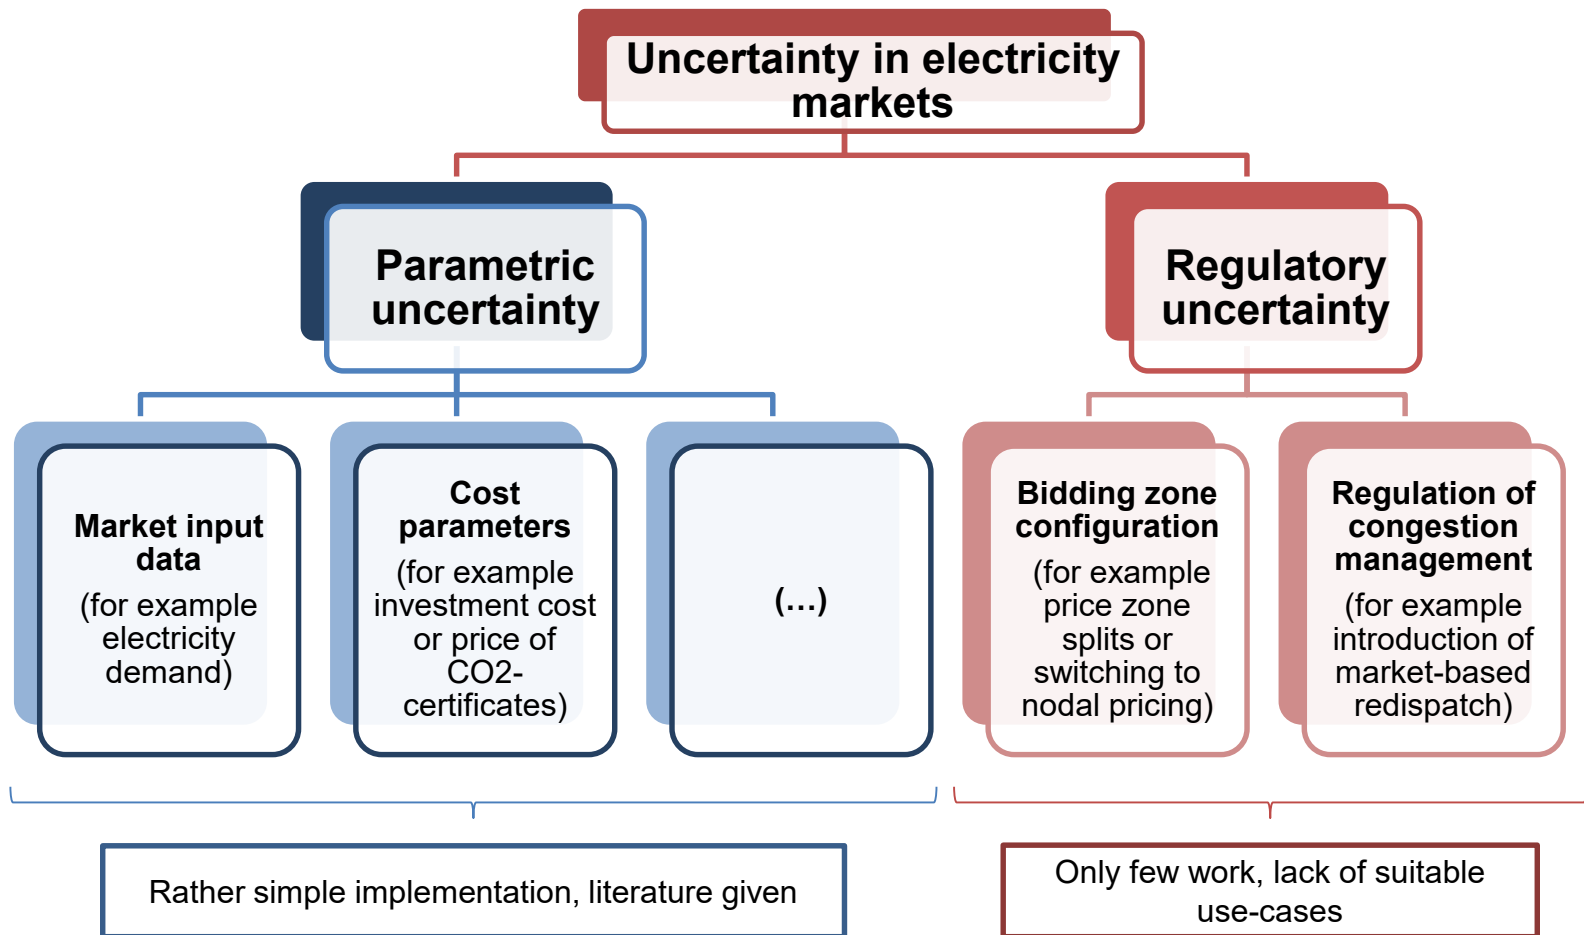 Uncertainty in electricity
markets
Parametric
uncertainty
Regulatory
uncertainty
Market input
data
(for example
electricity
demand)
Cost
parameters
(for example
investment cost
or price of
CO2-
certificates)
(...)
Bidding zone
configuration
(for example
price zone
splits or
switching to
nodal pricing)
Regulation of
congestion
management
(for example
introduction of
market-based
redispatch)
Rather simple implementation, literature given
Only few work, lack of suitable
use-cases